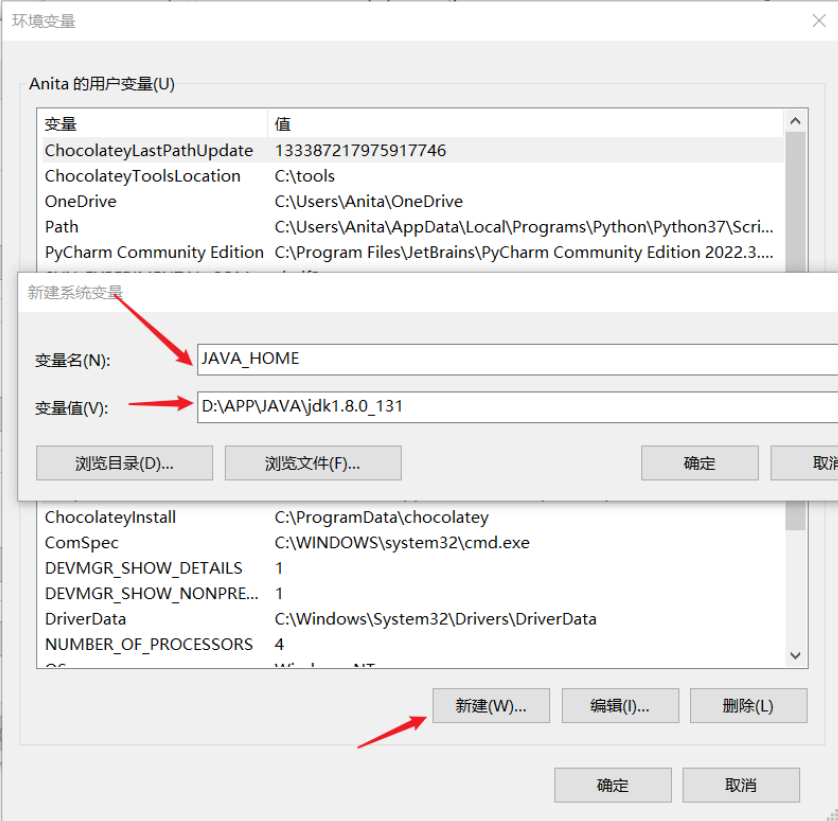 环境变量
Anita 的用户变量(U)
变量 值
ChocolateyLastPathUpdate 133387217975917746
ChocolateyToolsLocation C:\tools
OneDrive C:\Users\Anita\OneDrive
Path C:\Users\Anita\AppData\Local\Programs\Python\Python37\Scri...
PyCharm Community Edition C:\Program Files\JetBrains\PyCharm Community Edition 2022.3....
新建系统变量
变量名(N): JAVA_HOME
变量值(V): D:\APP\JAVA\jdk1.8.0_131
浏览目录(D)... 浏览文件(F)... 确定 取消
ChocolateyInstall C:\ProgramData\chocolatey
ComSpec C:\WINDOWS\system32\cmd.exe
DEVMGR_SHOW_DETAILS 1
DEVMGR_SHOW_NONPRE... 1
DriverData C:\Windows\System32\Drivers\DriverData
NUMBER_OF_PROCESSORS 4
OS Windows_NT
新建(W)... 编辑(I)... 删除(L)
确定 取消